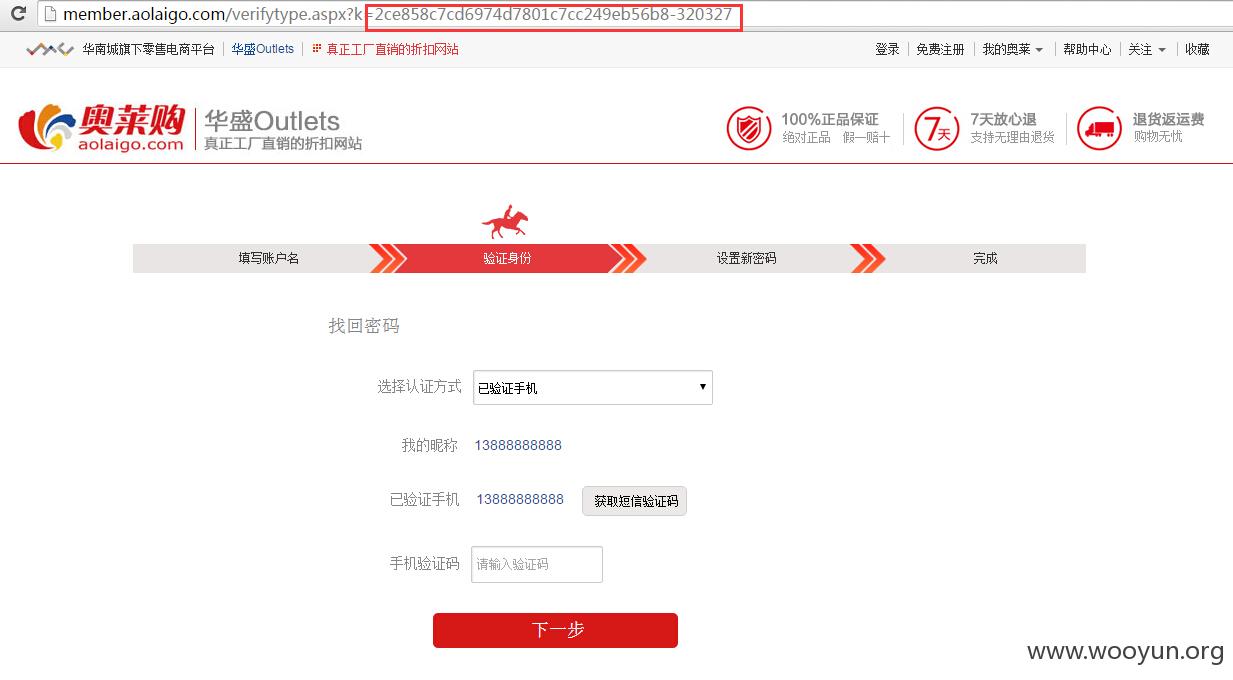 member.aolaigo.com/verifytype.aspx?k=2ce858c7cd6974d7801c7cc249eb56b8-320327
华南城旗下零售电商平台 华盛Outlets 真正工厂直销的折扣网站 登录 免费注册 我的奥莱 帮助中心 关注 收藏
奥莱购 aolaigo.com
华盛Outlets
真正工厂直销的折扣网站
100%正品保证
绝对正品 假一赔十
7天
7天放心退
支持无理由退货
退货返运费
购物无忧
填写账户名 验证身份 设置新密码 完成
找回密码
选择认证方式 已验证手机
我的昵称 13888888888
已验证手机 13888888888 获取短信验证码
手机验证码 请输入验证码
下一步
www.wooyun.org